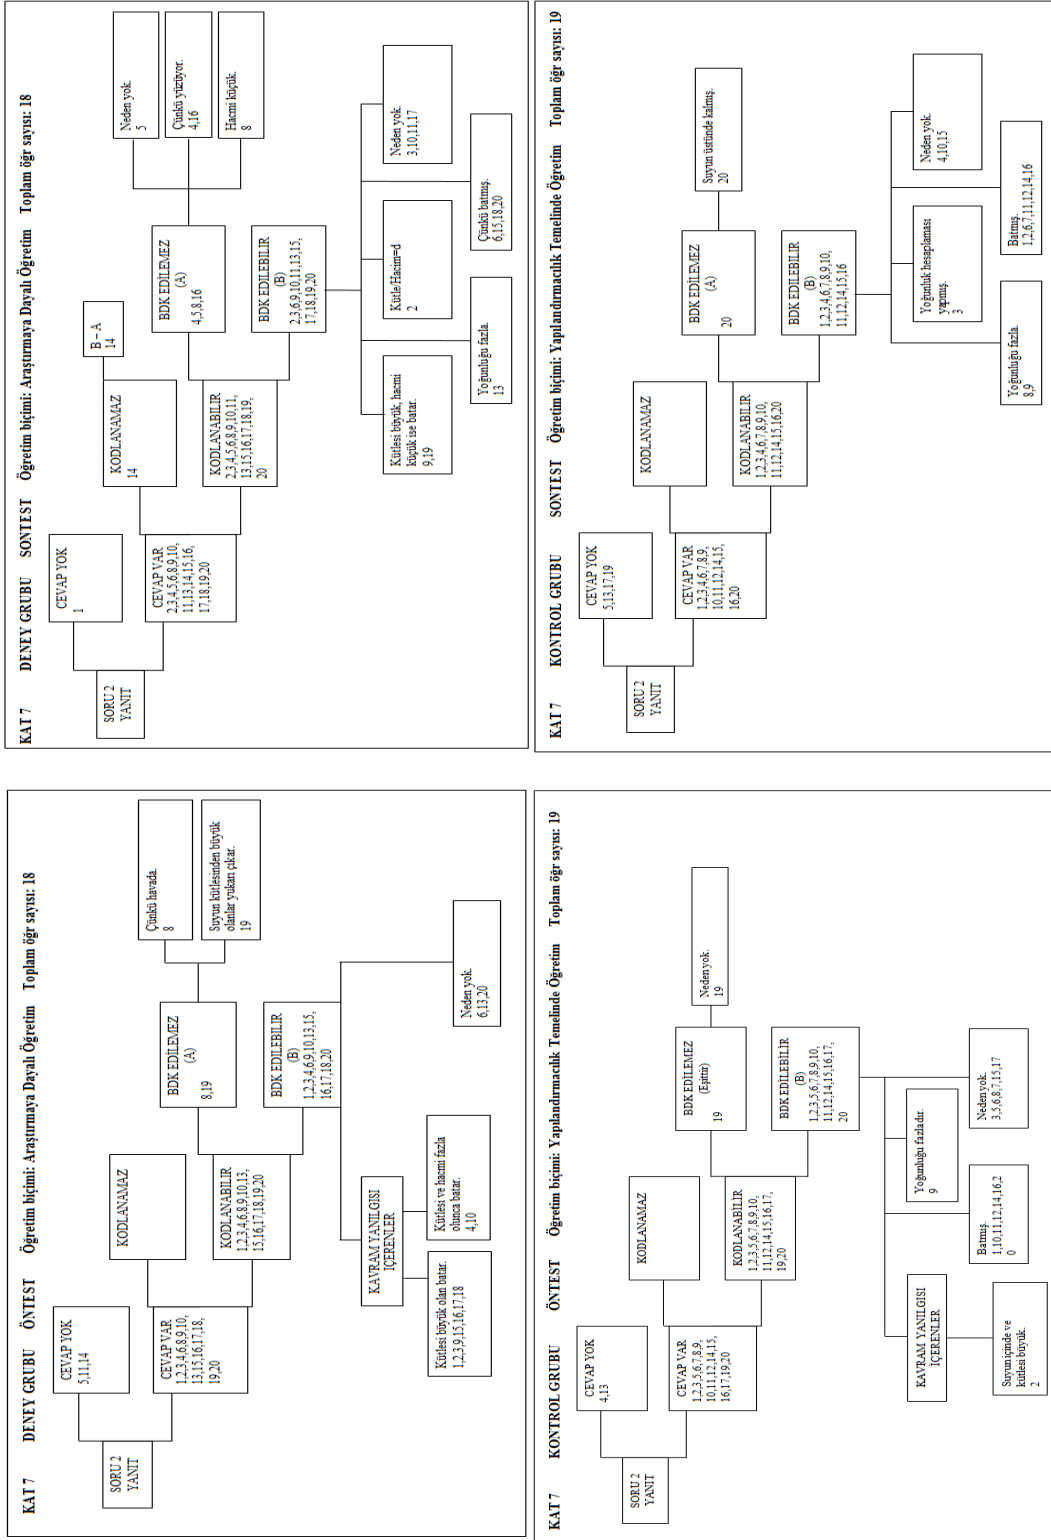 KAT 7 DENEY GRUBU ÖNTEST Öğretim biçimi: Araştırmaya Dayalı Öğretim Toplam öğr sayısı: 18
SORU 2
YANIT
CEVAP YOK
5,11,14
CEVAP VAR
1,2,3,4,6,8,9,10,
13,15,16,17,18,
19,20
KODLANAMAZ
KODLANABİLİR
1,2,3,4,6,8,9,10,13,
15,16,17,18,19,20
BDK EDİLEMEZ
(A)
8,19
BDK EDİLEBİLİR
(B)
1,2,3,4,6,9,10,13,15,
16,17,18,20
Çünkü havada.
8
Suyun kütlesinden büyük
olanlar yukarı çıkar.
19
KAVRAM YANILGISI
İÇERENLER
Kütlesi büyük olan batar.
1,2,3,9,15,16,17,18
Kütlesi ve hacmi fazla
olunca batar.
4,10
Neden yok.
6,13,20
KAT 7 DENEY GRUBU SONTEST Öğretim biçimi: Araştırmaya Dayalı Öğretim Toplam öğr sayısı: 18
SORU 2
YANIT
CEVAP YOK
1
CEVAP VAR
2,3,4,5,6,8,9,10,
11,13,14,15,16,
17,18,19,20
KODLANAMAZ
14
B – A
14
KODLANABİLİR
2,3,4,5,6,8,9,10,11,
13,15,16,17,18,19,
20
BDK EDİLEMEZ
(A)
4,5,8,16
BDK EDİLEBİLİR
(B)
2,3,6,9,10,11,13,15,
17,18,19,20
Neden yok.
5
Çünkü yüzüyor.
4,16
Hacmi küçük.
8
Kütlesi büyük, hacmi
küçük ise batar.
9,19
Kütle/Hacim=d
2
Neden yok.
3,10,11,17
Yoğunluğu fazla.
13
Çünkü batmış.
6,15,18,20
KAT 7 KONTROL GRUBU ÖNTEST Öğretim biçimi: Yapılandırmacılık Temelinde Öğretim Toplam öğr sayısı: 19
SORU 2
YANIT
CEVAP YOK
4,13
CEVAP VAR
1,2,3,5,6,7,8,9,
10,11,12,14,15,
16,17,19,20
KODLANAMAZ
KODLANABİLİR
1,2,3,5,6,7,8,9,10,
11,12,14,15,16,17,
19,20
BDK EDİLEMEZ
(Eşittir)
19
BDK EDİLEBİLİR
(B)
1,2,3,5,6,7,8,9,10,
11,12,14,15,16,17,
20
Neden yok.
19
KAVRAM YANILGISI
İÇERENLER
Yoğunluğu fazladır.
9
Suyun içinde ve
kütlesi büyük.
2
Batmış.
1,10,11,12,14,16,2
0
Neden yok.
3,5,6,8,7,15,17
KAT 7 KONTROL GRUBU SONTEST Öğretim biçimi: Yapılandırmacılık Temelinde Öğretim Toplam öğr sayısı: 19
SORU 2
YANIT
CEVAP YOK
5,13,17,19
CEVAP VAR
1,2,3,4,6,7,8,9,
10,11,12,14,15,
16,20
KODLANAMAZ
KODLANABİLİR
1,2,3,4,6,7,8,9,10,
11,12,14,15,16,20
BDK EDİLEMEZ
(A)
20
BDK EDİLEBİLİR
(B)
1,2,3,4,6,7,8,9,10,
11,12,14,15,16
Suyun üstünde kalmış.
20
Yoğunluk hesaplaması
yapmış.
3
Neden yok.
4,10,15
Yoğunluğu fazla.
8,9
Batmış.
1,2,6,7,11,12,14,16